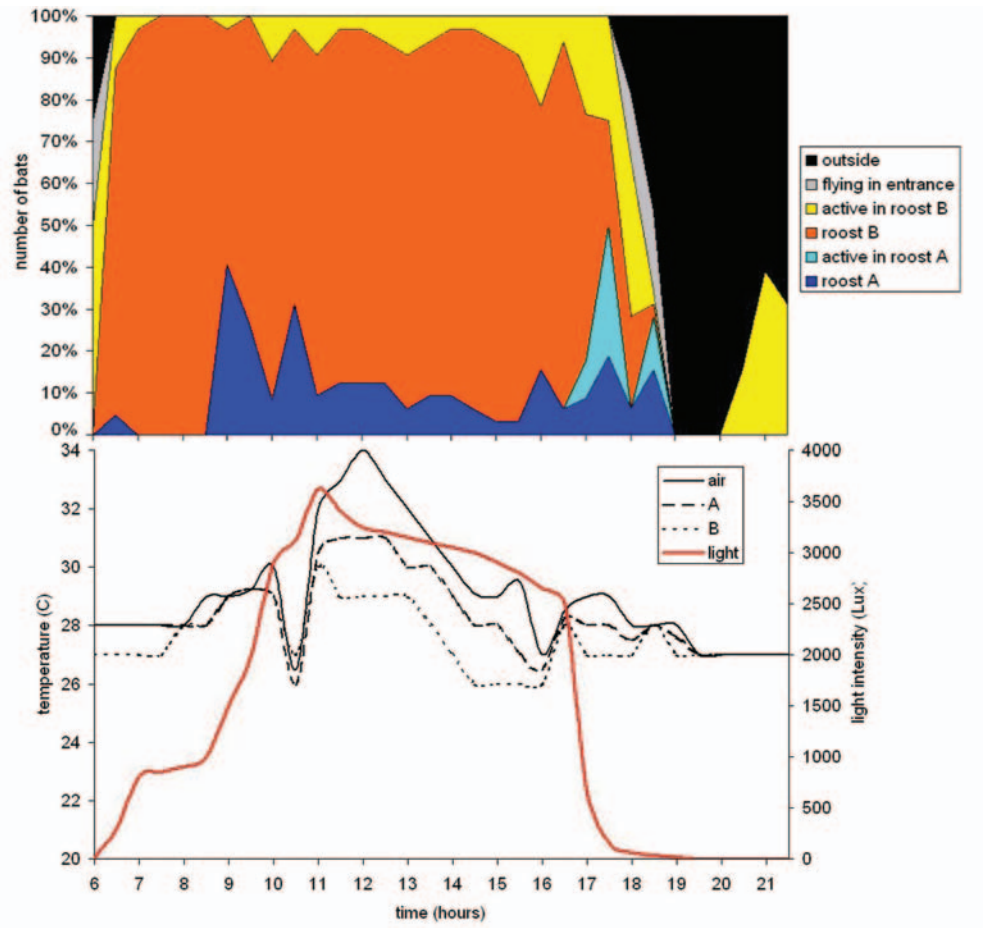 100%
90%
80%
70%
60%
50%
40%
30%
20%
10%
0%
number of bats
outside
flying in entrance
active in roost B
roost B
active in roost A
roost A
34
32
30
28
26
24
22
20
temperature (C)
air
A
B
light
4000
3500
3000
2500
2000
1500
1000
500
0
light intensity (Lux)
6 7 8 9 10 11 12 13 14 15 16 17 18 19 20 21
time (hours)